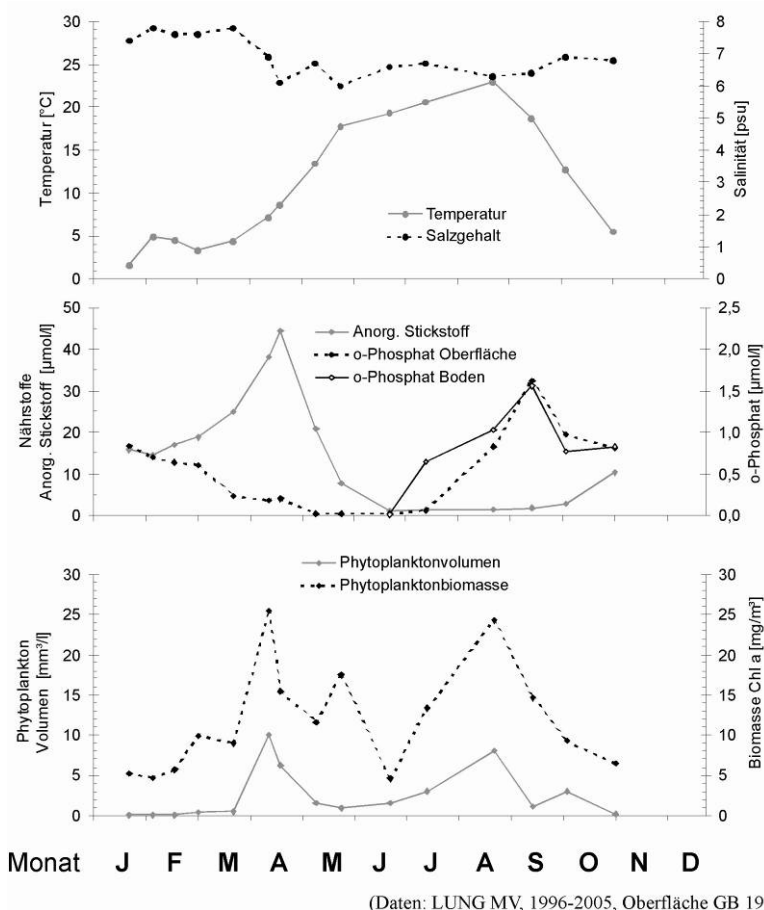 30
25
20
15
10
5
0
Temperatur [°C]
8
7
6
5
4
3
2
1
0
Salinität [psu]
Temperatur
Salzgehalt
50
40
30
20
10
0
Nährstoffe
Anorg. Stickstoff [µmol/l]
2,5
2,0
1,5
1,0
0,5
0,0
o-Phosphat [µmol/l]
Anorg. Stickstoff
o-Phosphat Oberfläche
o-Phosphat Boden
Phytoplanktonvolumen
Phytoplanktonbiomasse
30
25
20
15
10
5
0
Phytoplankton
Volumen [mm³/l]
30
25
20
15
10
5
0
Biomasse Chl a [mg/m³]
Monat J F M A M J J A S O N D
(Daten: LUNG MV, 1996-2005, Oberfläche GB 19